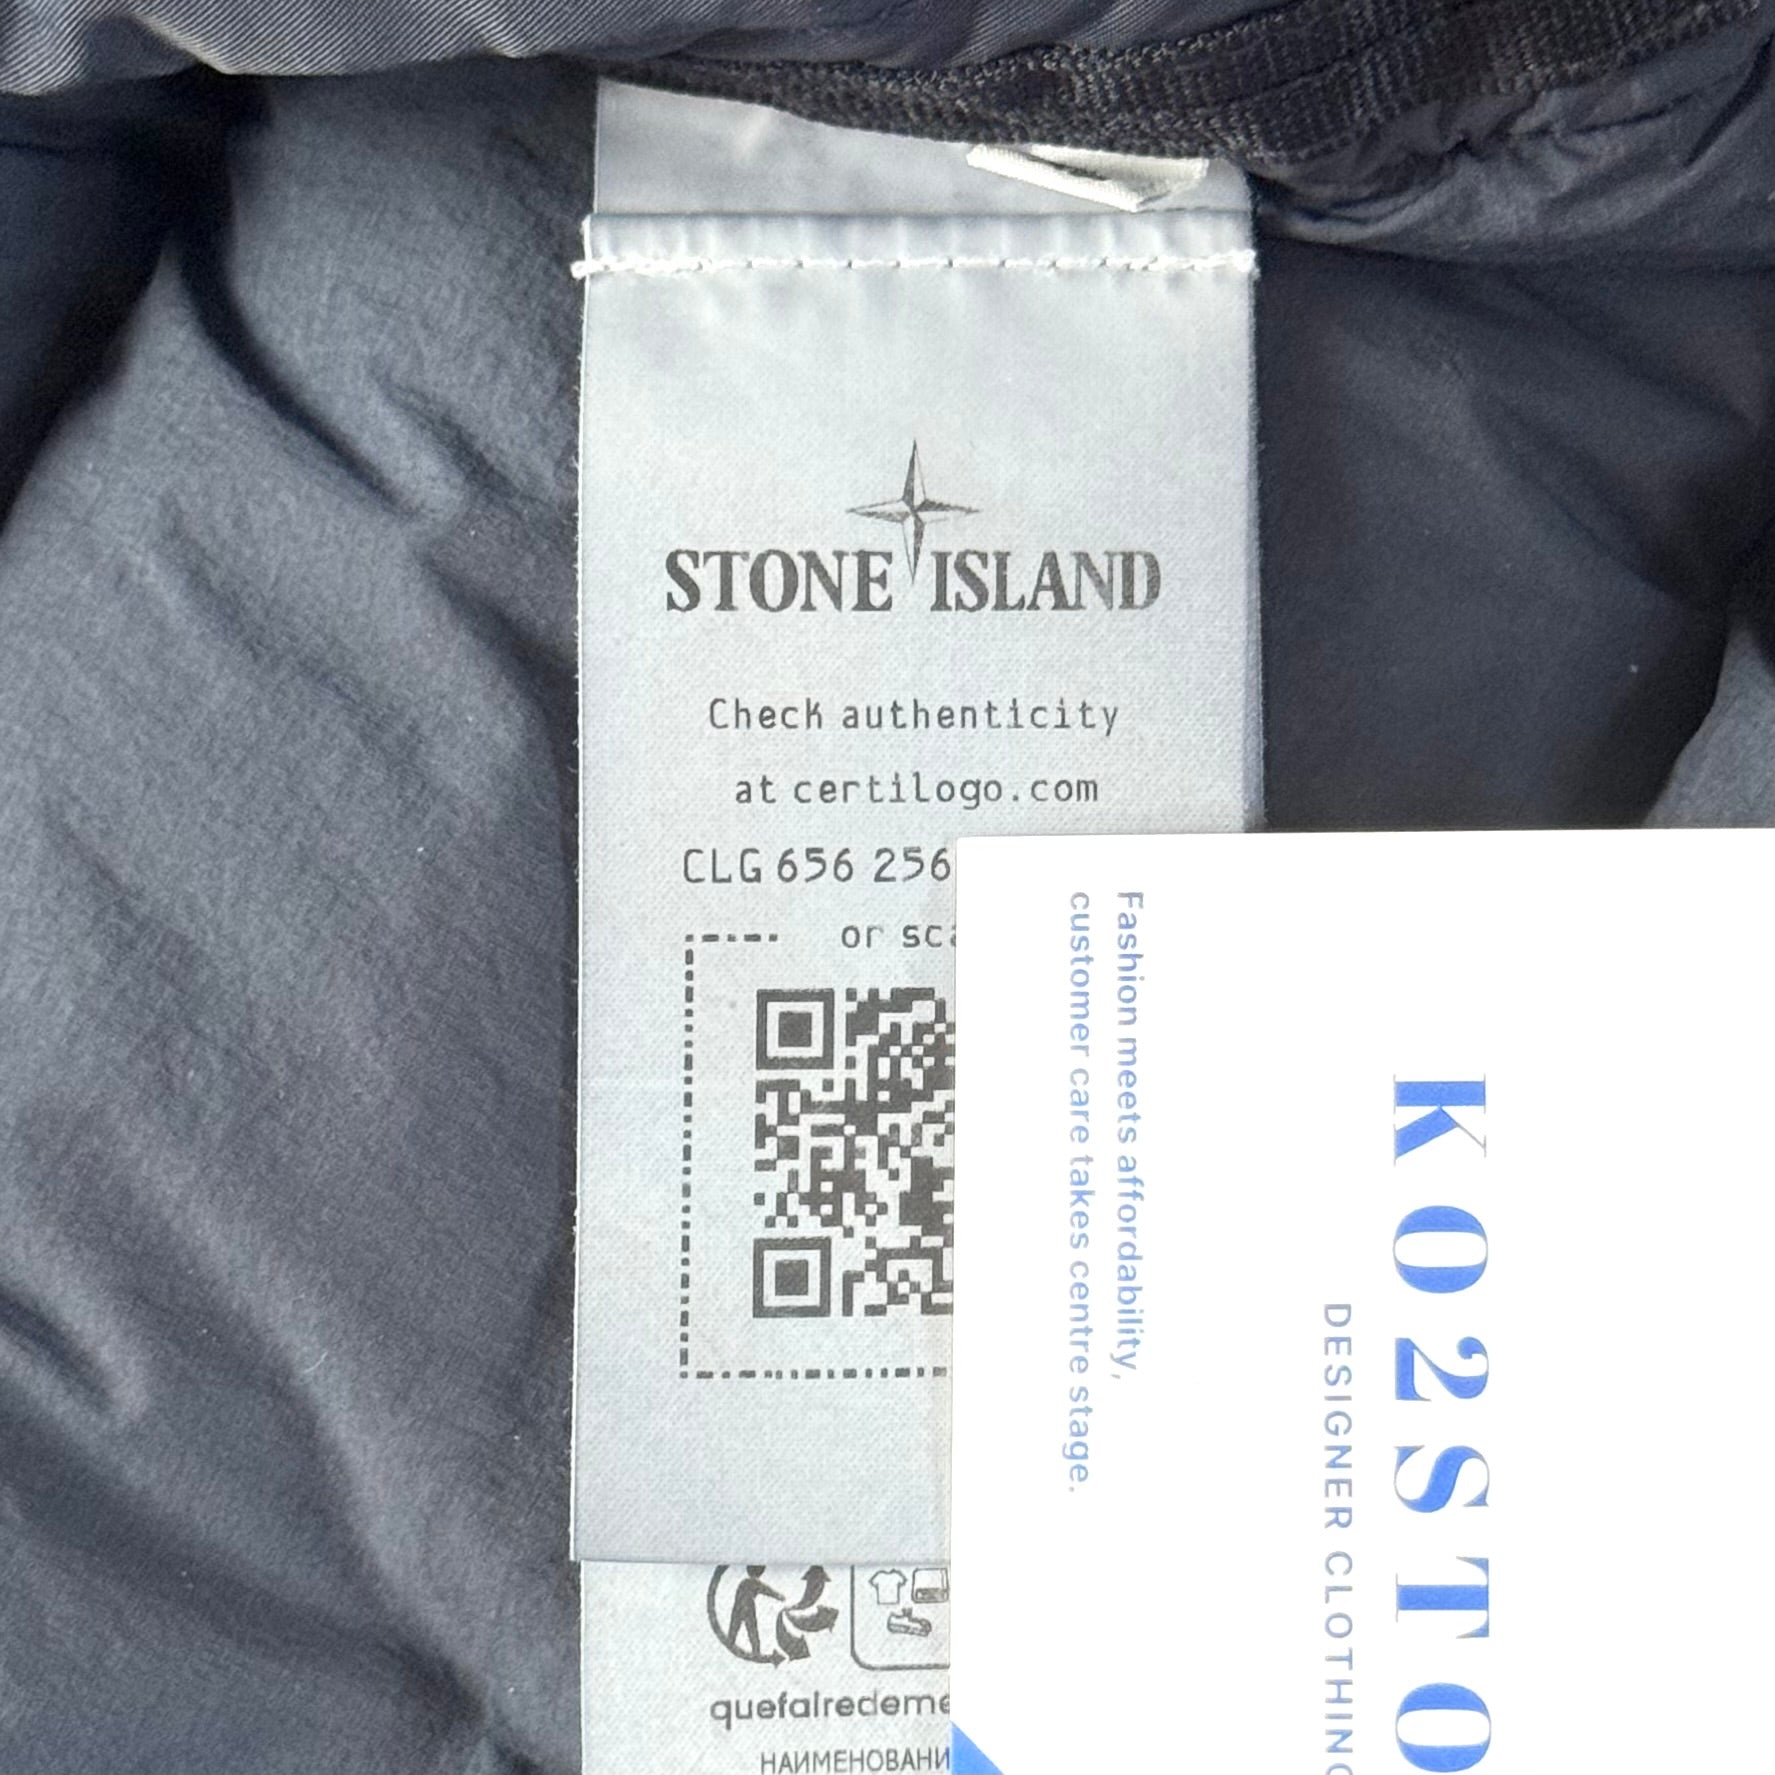 STONE ISLAND
Check authenticity
at certilogo.com
CLG 656 256
or sca
quefairedeme
НАИМЕНОВАНИ
Fashion meets affordability,
customer care takes centre stage.
KO2STO
DESIGNER CLOTHING